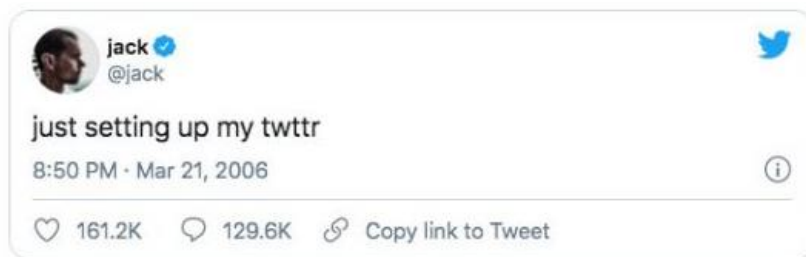 jack
@jack
just setting up my twttr
8:50 PM · Mar 21, 2006
161.2K 129.6K Copy link to Tweet